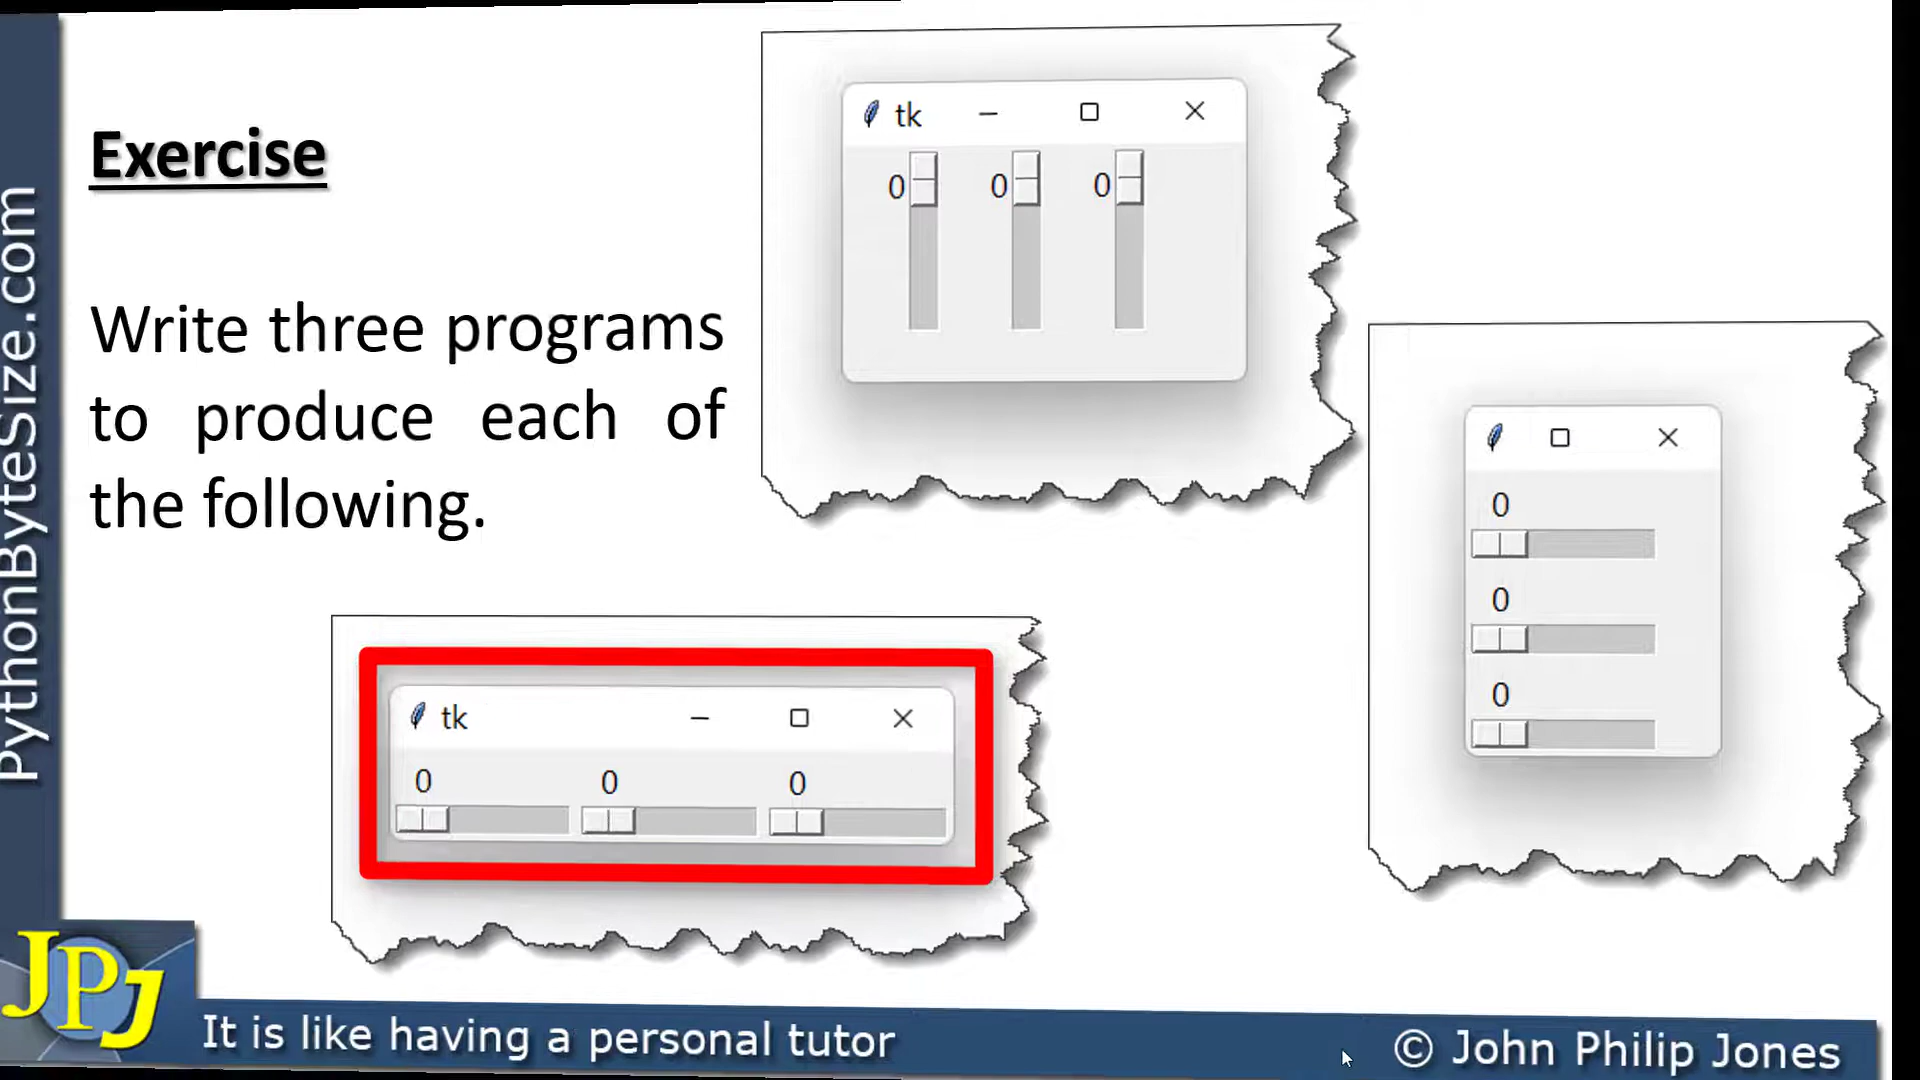 PythonByteSize.com
Exercise
Write three programs
to produce each of
the following.
tk
0 0 0
0
0
0
tk
0 0 0
JPJ
It is like having a personal tutor
© John Philip Jones